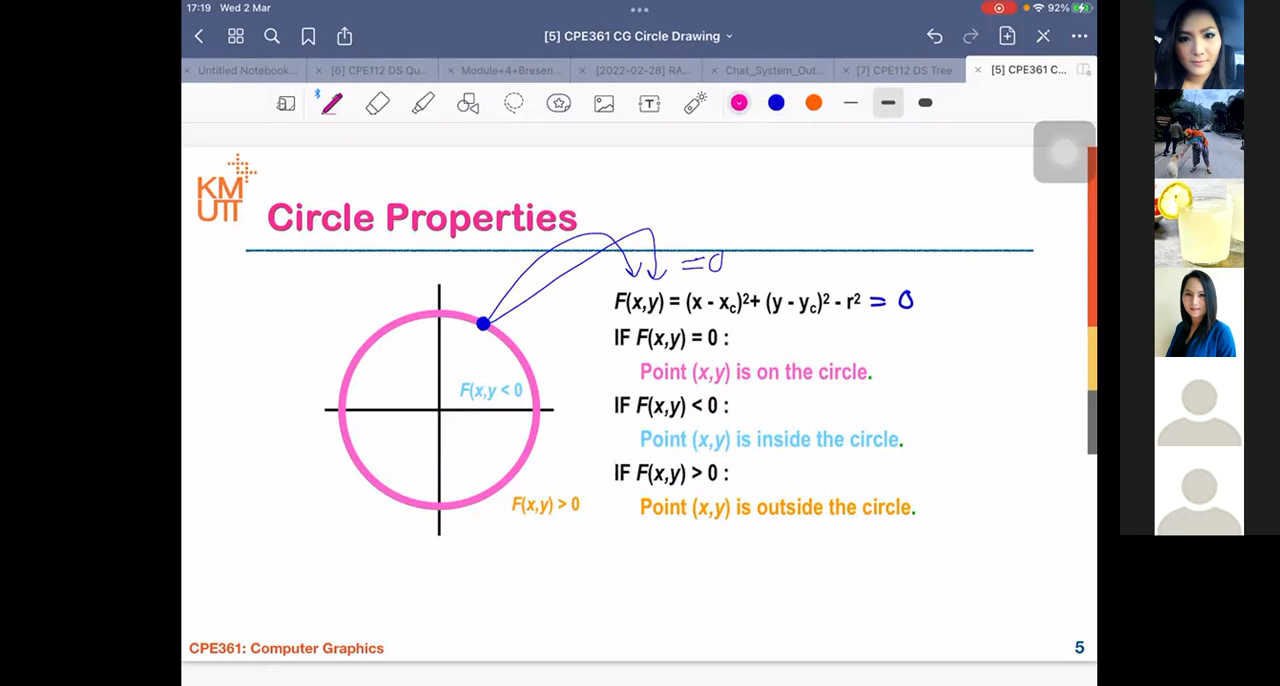 17:19 Wed 2 Mar
92%
[5] CPE361 CG Circle Drawing
Untitled Notebook...
[6] CPE112 DS Qu...
Module+4+Bresen...
[2022-02-28] RA...
Chat_System_Out...
[7] CPE112 DS Tree
[5] CPE361 C...
KM
UTT
Circle Properties
=0
F(x,y) = (x - xc)²+ (y - yc)² - r² = 0
IF F(x,y) = 0 :
Point (x,y) is on the circle.
F(x,y < 0
IF F(x,y) < 0 :
Point (x,y) is inside the circle.
IF F(x,y) > 0 :
F(x,y) > 0
Point (x,y) is outside the circle.
CPE361: Computer Graphics
5